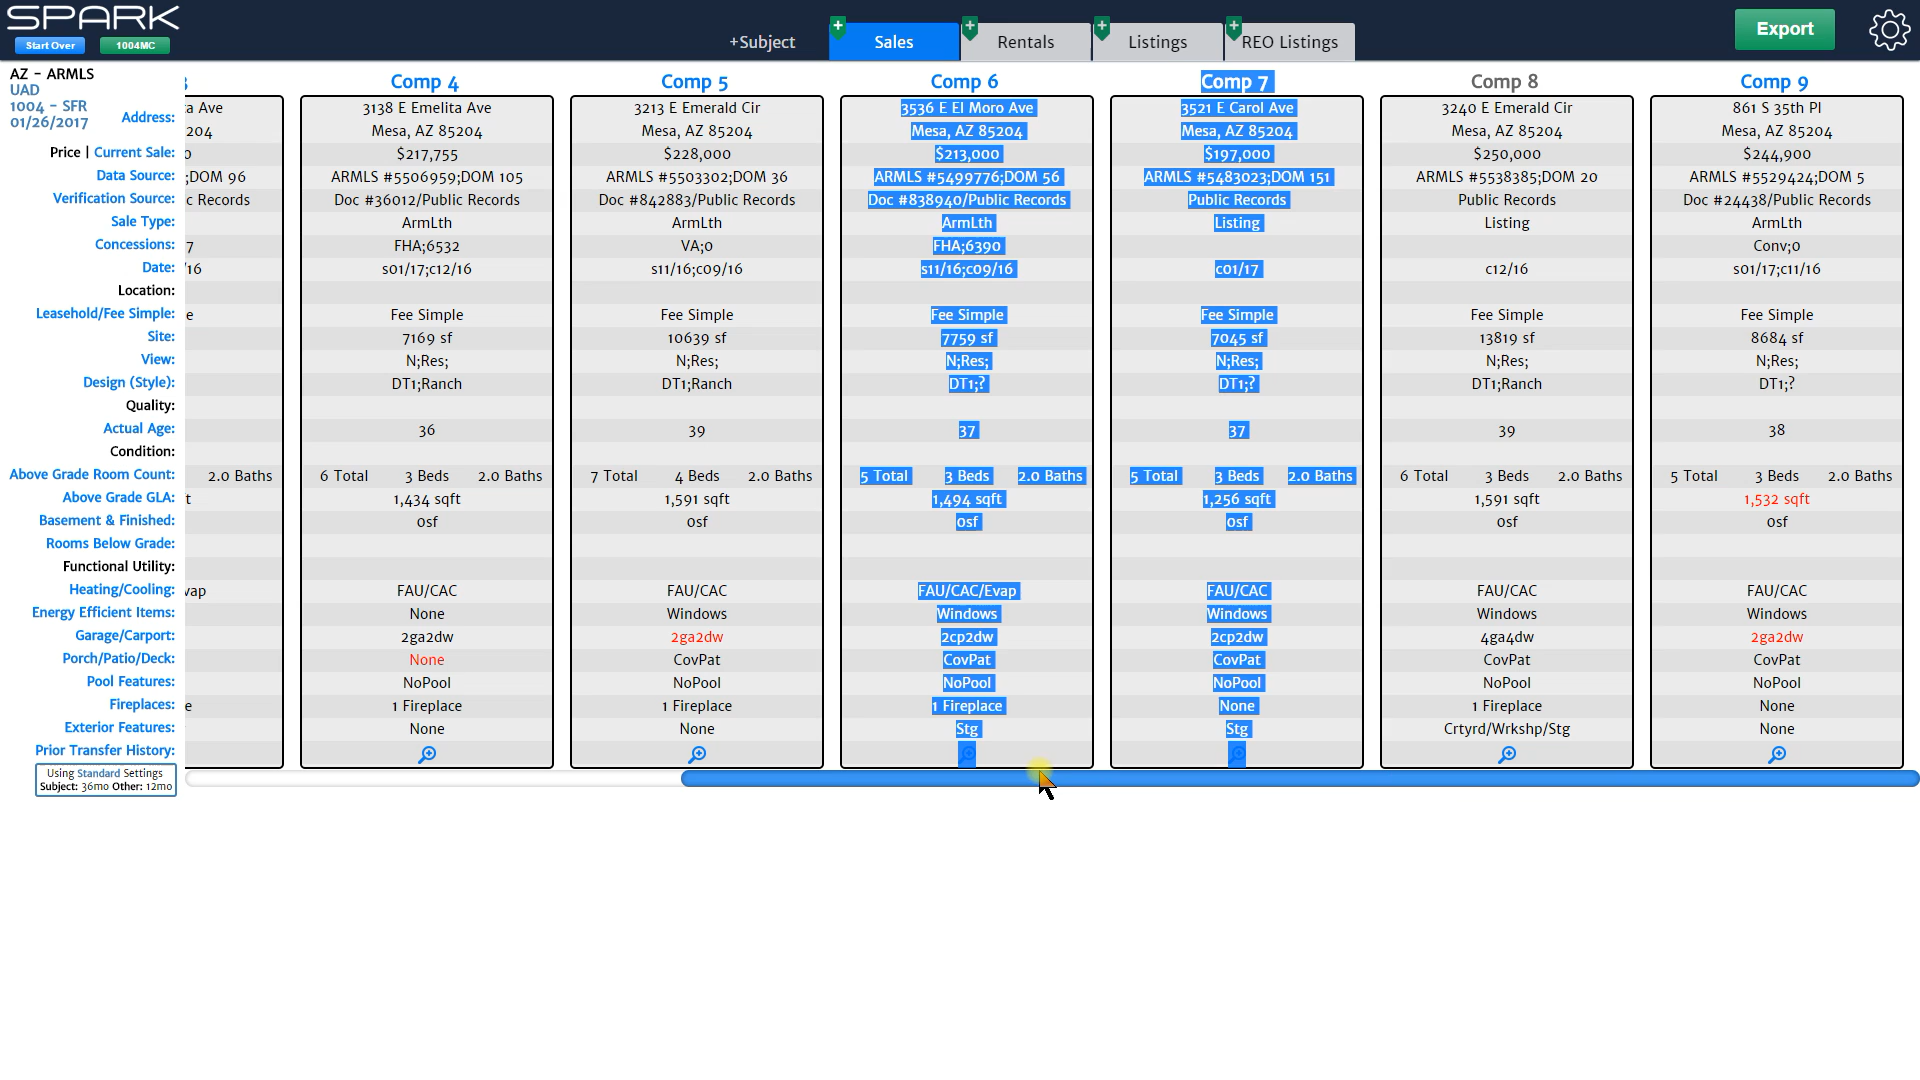 SPARK
Start Over 1004MC
+Subject Sales Rentals Listings REO Listings Export
AZ - ARMLS
UAD
1004 - SFR
01/26/2017
3 Comp 4 Comp 5 Comp 6 Comp 7 Comp 8 Comp 9
Address: ta Ave 3138 E Emelita Ave 3213 E Emerald Cir 3536 E El Moro Ave 3521 E Carol Ave 3240 E Emerald Cir 861 S 35th Pl
204 Mesa, AZ 85204 Mesa, AZ 85204 Mesa, AZ 85204 Mesa, AZ 85204 Mesa, AZ 85204 Mesa, AZ 85204
Price | Current Sale: 0 $217,755 $228,000 $213,000 $197,000 $250,000 $244,900
Data Source: ;DOM 96 ARMLS #5506959;DOM 105 ARMLS #5503302;DOM 36 ARMLS #5499776;DOM 56 ARMLS #5483023;DOM 151 ARMLS #5538385;DOM 20 ARMLS #5529424;DOM 5
Verification Source: c Records Doc #36012/Public Records Doc #842883/Public Records Doc #838940/Public Records Public Records Public Records Doc #24438/Public Records
Sale Type: ArmLth ArmLth ArmLth Listing Listing ArmLth
Concessions: 7 FHA;6532 VA;0 FHA;6390 Conv;0
Date: /16 s01/17;c12/16 s11/16;c09/16 s11/16;c09/16 c01/17 c12/16 s01/17;c11/16
Location:
Leasehold/Fee Simple: e Fee Simple Fee Simple Fee Simple Fee Simple Fee Simple Fee Simple
Site: 7169 sf 10639 sf 7759 sf 7045 sf 13819 sf 8684 sf
View: N;Res; N;Res; N;Res; N;Res; N;Res; N;Res;
Design (Style): DT1;Ranch DT1;Ranch DT1;? DT1;? DT1;Ranch DT1;?
Quality:
Actual Age: 36 39 37 37 39 38
Condition:
Above Grade Room Count: 2.0 Baths 6 Total 3 Beds 2.0 Baths 7 Total 4 Beds 2.0 Baths 5 Total 3 Beds 2.0 Baths 5 Total 3 Beds 2.0 Baths 6 Total 3 Beds 2.0 Baths 5 Total 3 Beds 2.0 Baths
Above Grade GLA: t 1,434 sqft 1,591 sqft 1,494 sqft 1,256 sqft 1,591 sqft 1,532 sqft
Basement & Finished: 0sf 0sf 0sf 0sf 0sf 0sf
Rooms Below Grade:
Functional Utility:
Heating/Cooling: vap FAU/CAC FAU/CAC FAU/CAC/Evap FAU/CAC FAU/CAC FAU/CAC
Energy Efficient Items: None Windows Windows Windows Windows Windows
Garage/Carport: 2ga2dw 2ga2dw 2cp2dw 2cp2dw 4ga4dw 2ga2dw
Porch/Patio/Deck: None CovPat CovPat CovPat CovPat CovPat
Pool Features: NoPool NoPool NoPool NoPool NoPool NoPool
Fireplaces: e 1 Fireplace 1 Fireplace 1 Fireplace None 1 Fireplace None
Exterior Features: None None Stg Stg Crtyrd/Wrkshp/Stg None
Prior Transfer History:
Using Standard Settings
Subject: 36mo Other: 12mo